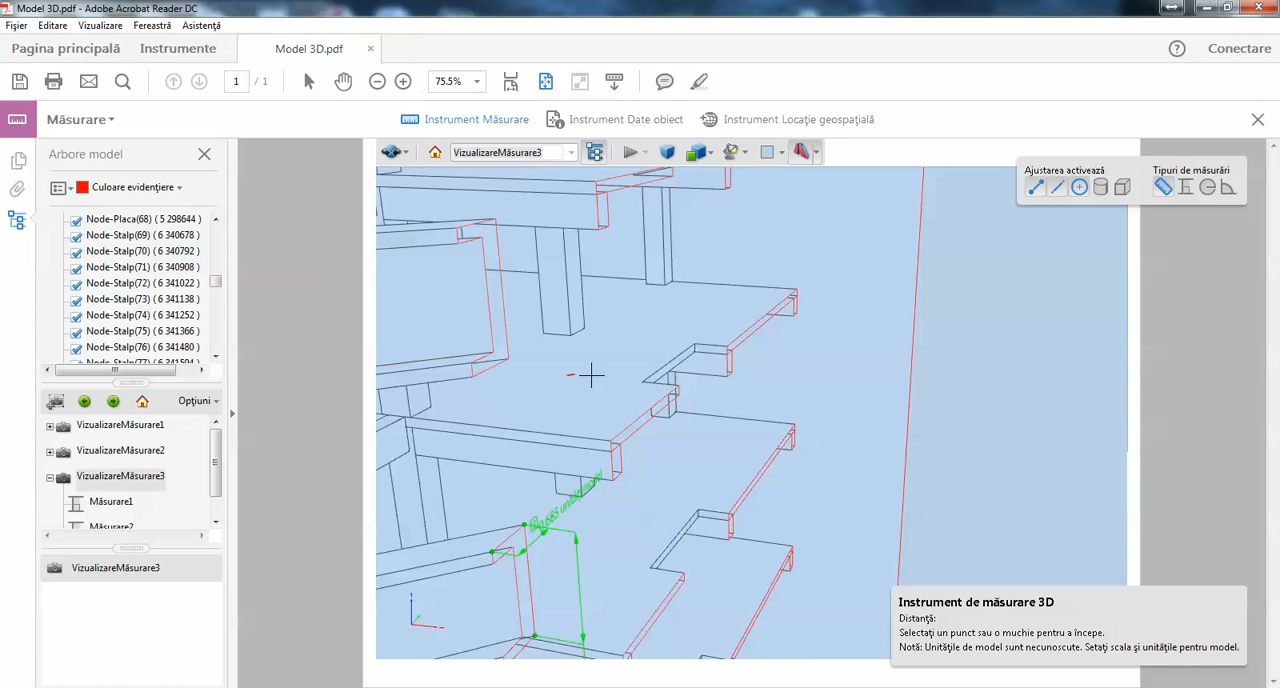 Model 3D.pdf - Adobe Acrobat Reader DC
Fișier Editare Vizualizare Fereastră Asistență
Pagina principală Instrumente Model 3D.pdf × Conectare
1 / 1 75.5%
Măsurare Instrument Măsurare Instrument Date obiect Instrument Locație geospațială
Arbore model
VizualizareMăsurare3
Ajustarea activează Tipuri de măsurări
Culoare evidențiere
Node-Placa(68) ( 5 298644 )
Node-Stalp(69) ( 6 340678 )
Node-Stalp(70) ( 6 340792 )
Node-Stalp(71) ( 6 340908 )
Node-Stalp(72) ( 6 341022 )
Node-Stalp(73) ( 6 341138 )
Node-Stalp(74) ( 6 341252 )
Node-Stalp(75) ( 6 341366 )
Node-Stalp(76) ( 6 341480 )
Node-Stalp(77) ( 6 341594 )
Opțiuni
VizualizareMăsurare1
VizualizareMăsurare2
VizualizareMăsurare3
Măsurare1
Măsurare2
VizualizareMăsurare3
Instrument de măsurare 3D
Distanță:
Selectați un punct sau o muchie pentru a începe.
Notă: Unitățile de model sunt necunoscute. Setați scala și unitățile pentru model.